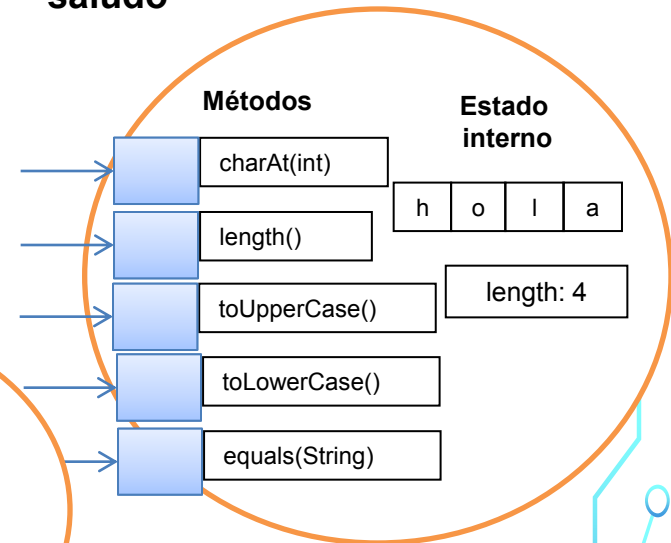 saludo
Métodos
Estado
interno
charAt(int)
h o l a
length()
length: 4
toUpperCase()
toLowerCase()
equals(String)